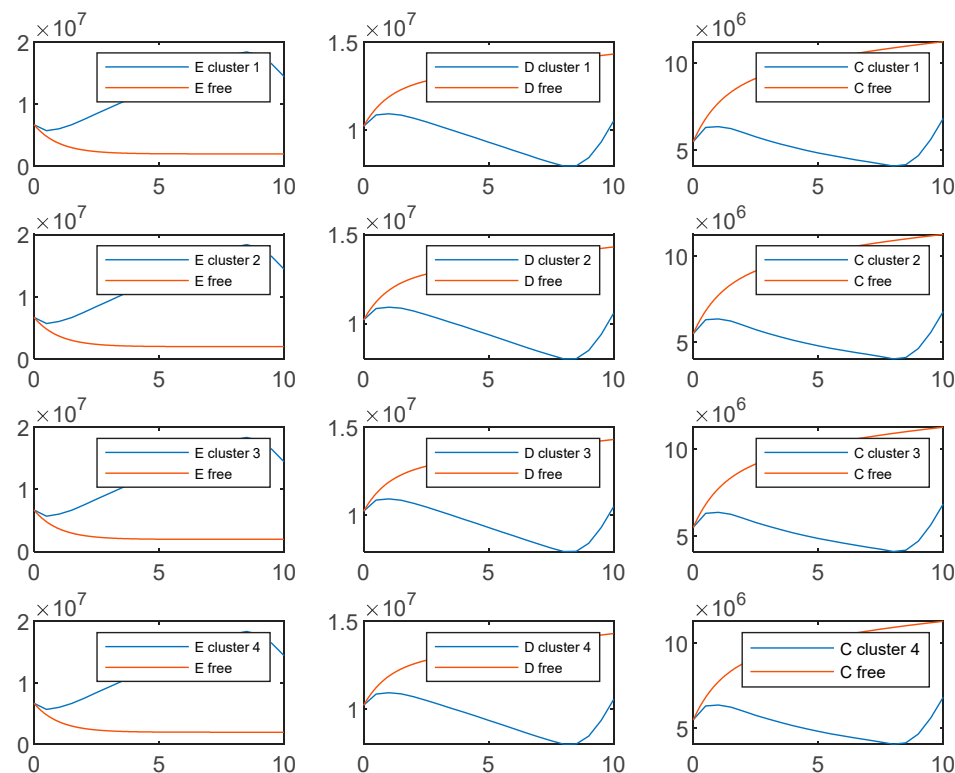 ×10^7 ×10^7 ×10^6
2 1.5 10
E cluster 1 D cluster 1 C cluster 1
E free D free C free
1 1 5
0
0 5 10 0 5 10 0 5 10
×10^7 ×10^7 ×10^6
2 1.5 10
E cluster 2 D cluster 2 C cluster 2
E free D free C free
1 1 5
0
0 5 10 0 5 10 0 5 10
×10^7 ×10^7 ×10^6
2 1.5 10
E cluster 3 D cluster 3 C cluster 3
E free D free C free
1 1 5
0
0 5 10 0 5 10 0 5 10
×10^7 ×10^7 ×10^6
2 1.5 10
E cluster 4 D cluster 4 C cluster 4
E free D free C free
1 1 5
0
0 5 10 0 5 10 0 5 10